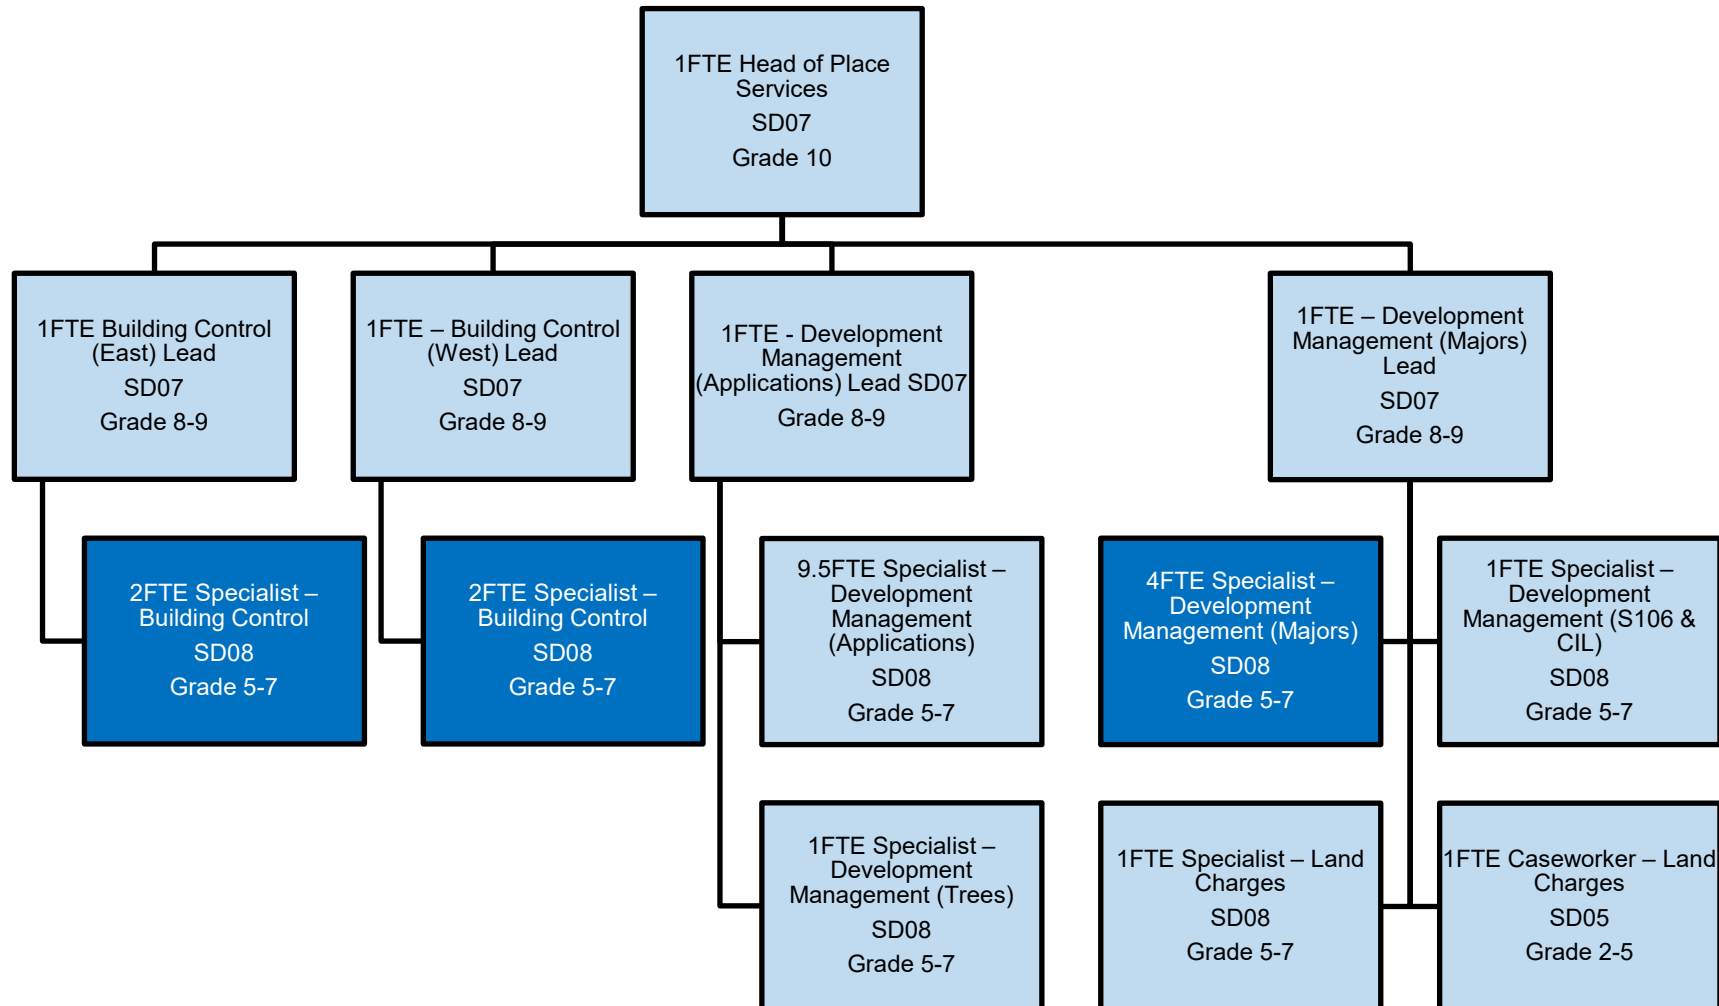 1FTE Head of Place
Services
SD07
Grade 10
1FTE Building Control
(East) Lead
SD07
Grade 8-9
1FTE – Building Control
(West) Lead
SD07
Grade 8-9
1FTE - Development
Management
(Applications) Lead SD07
Grade 8-9
1FTE – Development
Management (Majors)
Lead
SD07
Grade 8-9
2FTE Specialist –
Building Control
SD08
Grade 5-7
2FTE Specialist –
Building Control
SD08
Grade 5-7
9.5FTE Specialist –
Development
Management
(Applications)
SD08
Grade 5-7
4FTE Specialist –
Development
Management (Majors)
SD08
Grade 5-7
1FTE Specialist –
Development
Management (S106 &
CIL)
SD08
Grade 5-7
1FTE Specialist –
Development
Management (Trees)
SD08
Grade 5-7
1FTE Specialist – Land
Charges
SD08
Grade 5-7
1FTE Caseworker – Land
Charges
SD05
Grade 2-5